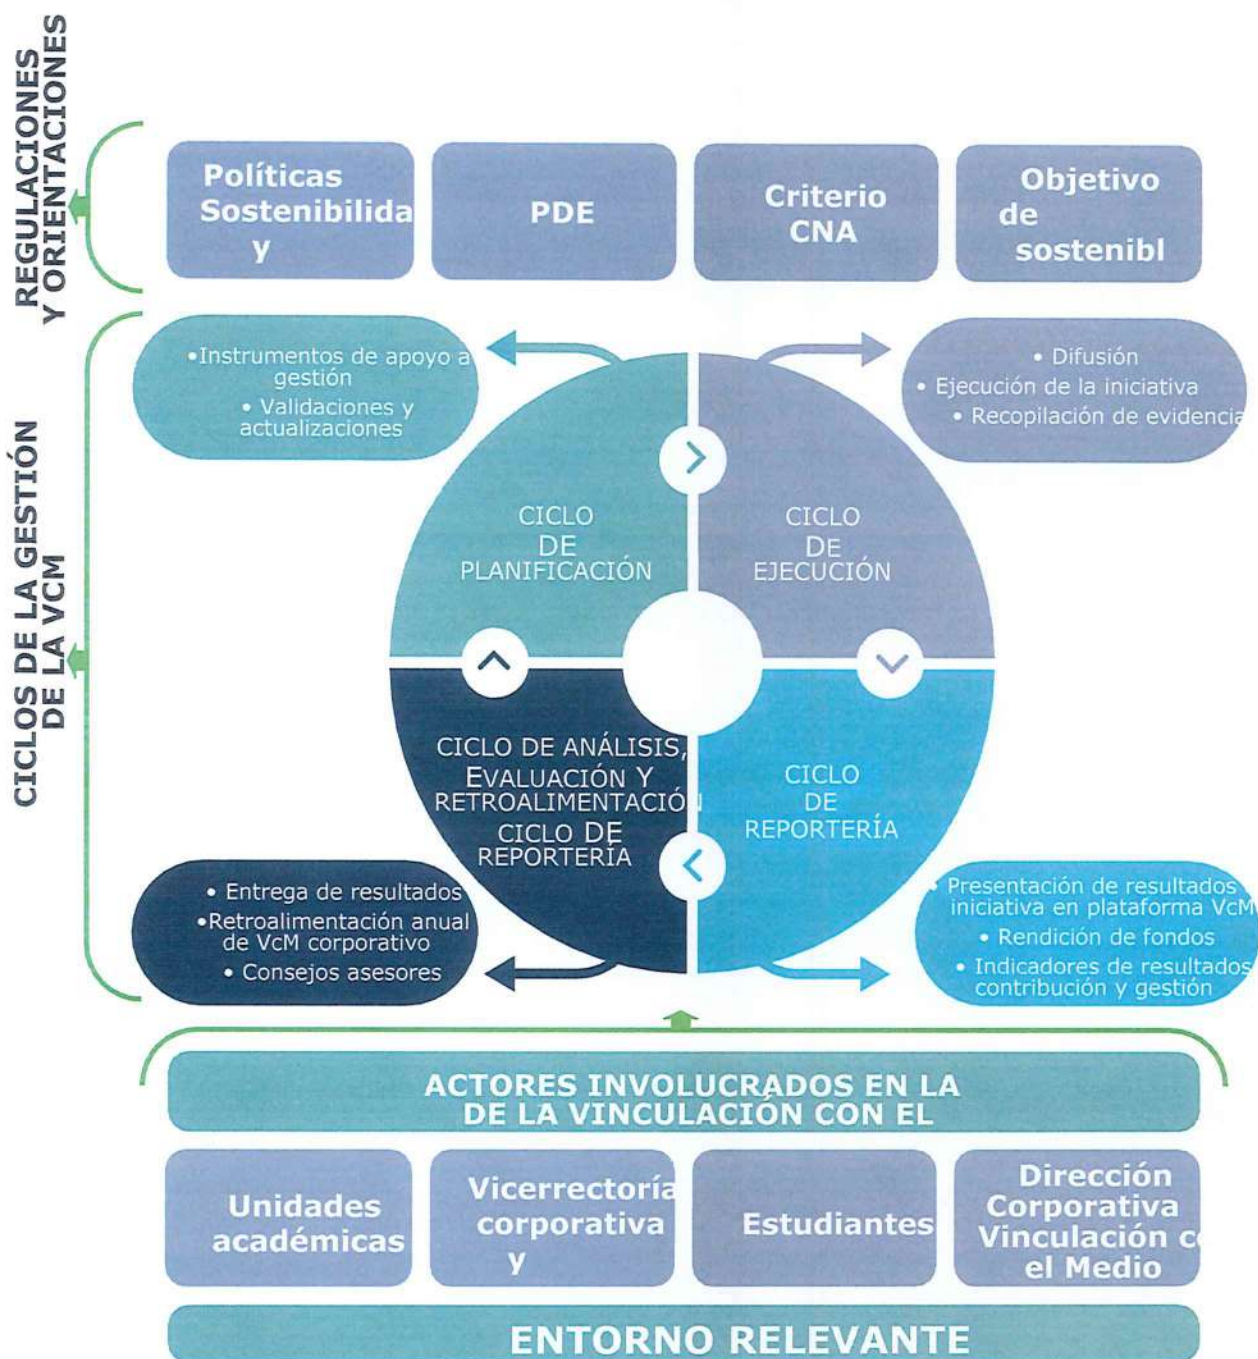 REGULACIONES
Y ORIENTACIONES
Políticas
Sostenibilida
y
PDE
Criterio
CNA
Objetivo
de
sostenibl
CICLOS DE LA GESTIÓN
DE LA VCM
•Instrumentos de apoyo a
gestión
• Validaciones y
actualizaciones
• Difusión
• Ejecución de la iniciativa
• Recopilación de evidencia
CICLO
DE
PLANIFICACIÓN
CICLO
DE
EJECUCIÓN
CICLO DE ANÁLISIS,
EVALUACIÓN Y
RETROALIMENTACIÓN
CICLO DE
REPORTERÍA
CICLO
DE
REPORTERÍA
• Entrega de resultados
•Retroalimentación anual
de VcM corporativo
• Consejos asesores
• Presentación de resultados
iniciativa en plataforma VcM
• Rendición de fondos
• Indicadores de resultados
contribución y gestión
ACTORES INVOLUCRADOS EN LA
DE LA VINCULACIÓN CON EL
Unidades
académicas
Vicerrectoría
corporativa
y
Estudiantes
Dirección
Corporativa
Vinculación co
el Medio
ENTORNO RELEVANTE